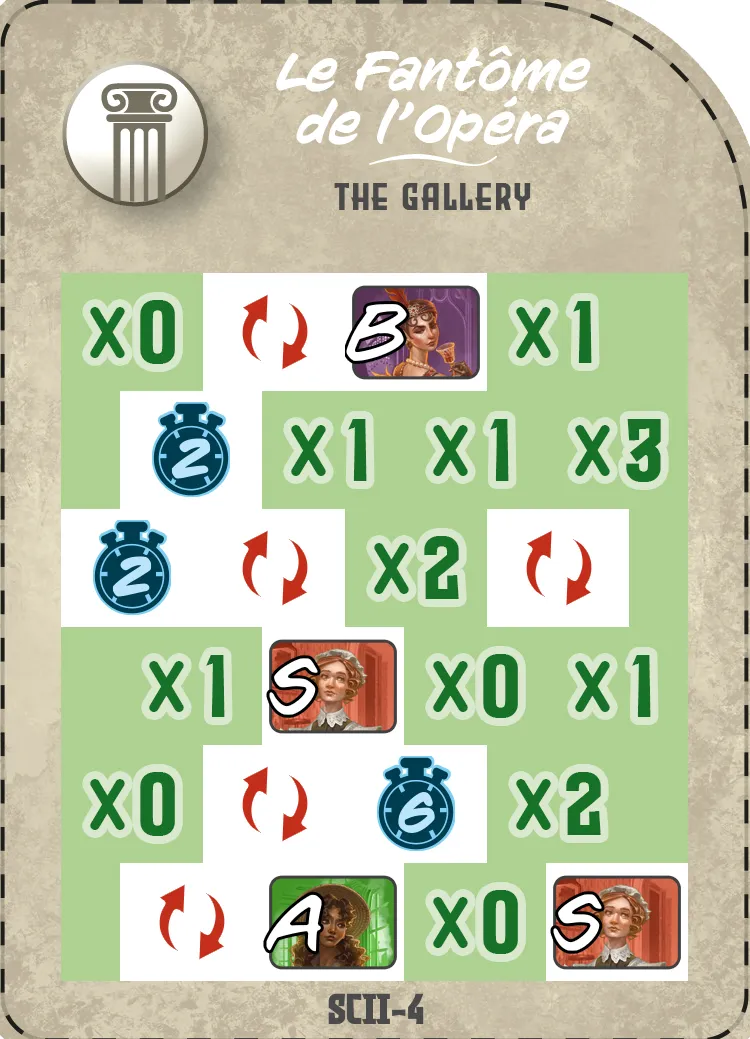 Le Fantôme
de l'Opéra
THE GALLERY
x0 B x1
2 x1 x1 x3
2 x2
x1 S x0 x1
x0 6 x2
A x0 S
SCII-4